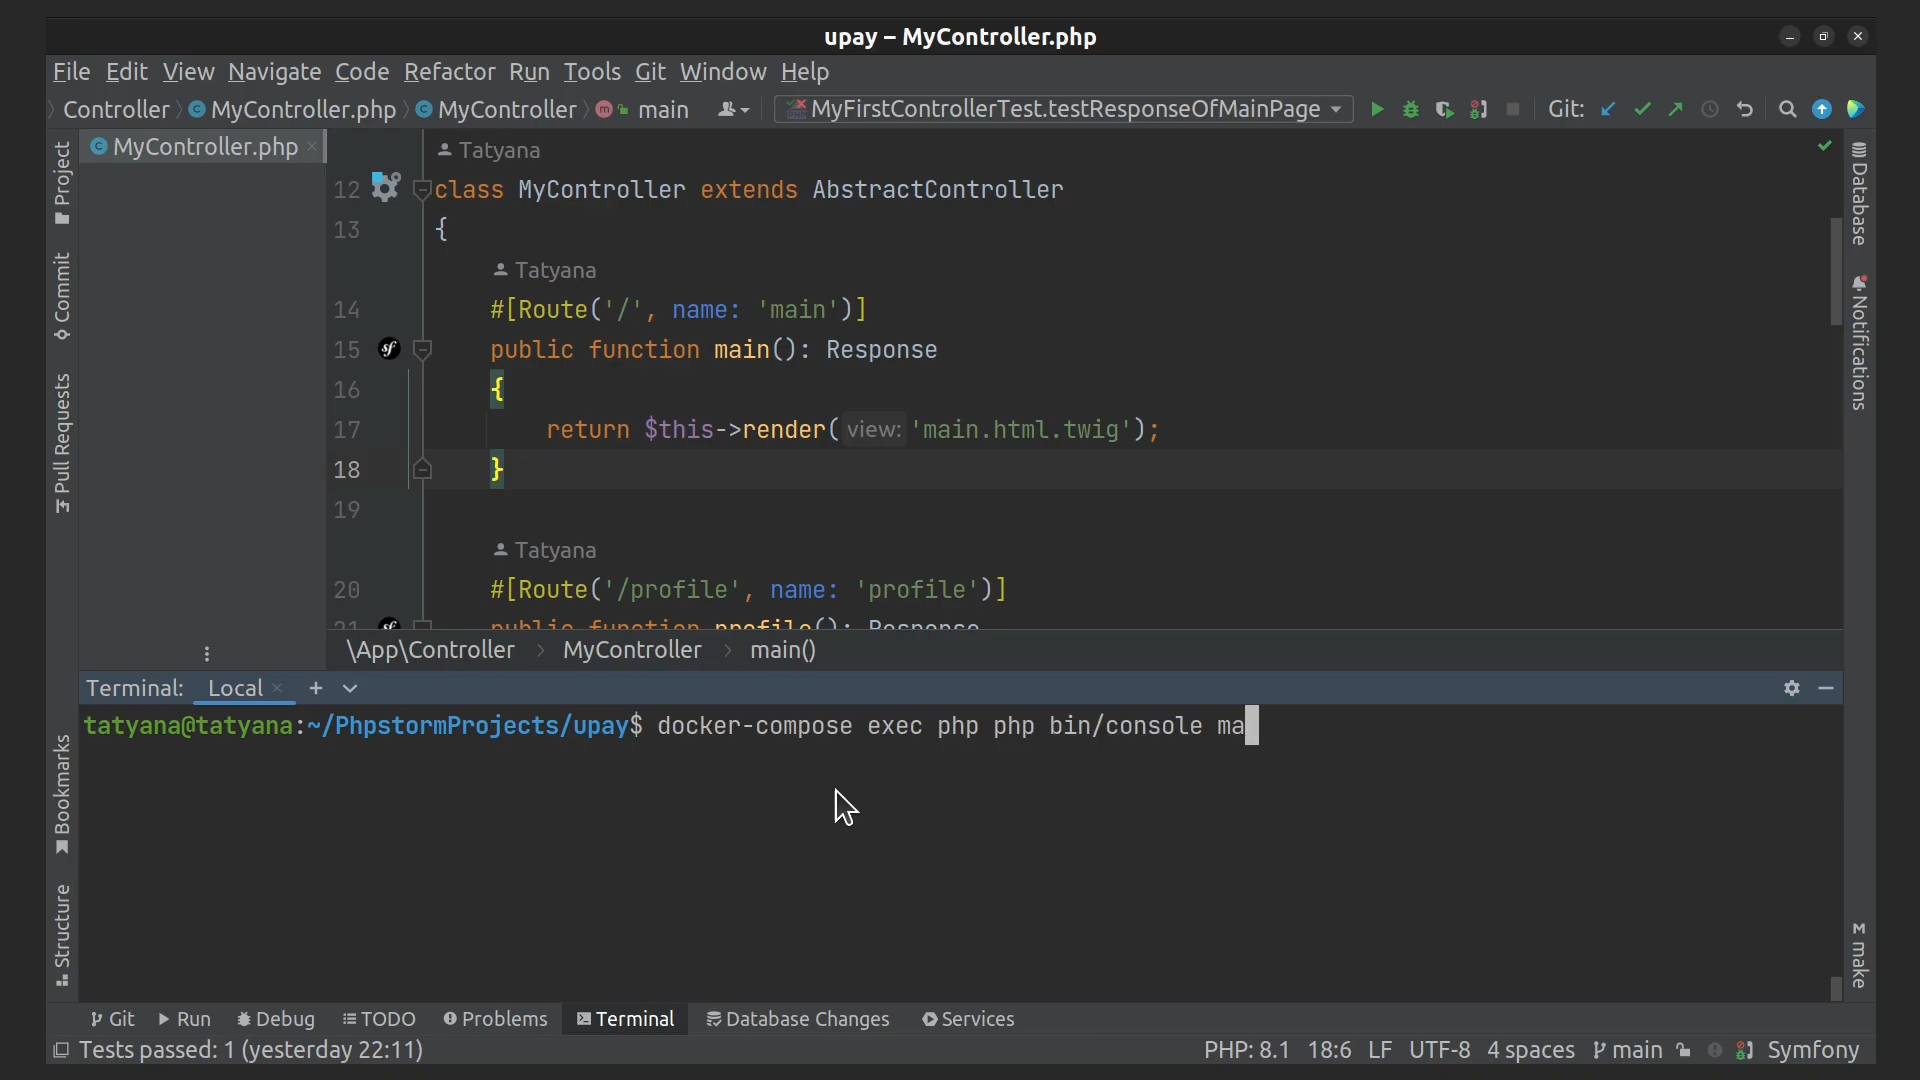 upay – MyController.php
File Edit View Navigate Code Refactor Run Tools Git Window Help
Controller MyController.php MyController main MyFirstControllerTest.testResponseOfMainPage Git:
MyController.php
Project
Commit
Pull Requests
Bookmarks
Structure
Database
Notifications
make
Tatyana
12 class MyController extends AbstractController
13 {
Tatyana
14 #[Route('/', name: 'main')]
15 public function main(): Response
16 {
17 return $this->render( view: 'main.html.twig');
18 }
19
Tatyana
20 #[Route('/profile', name: 'profile')]
21 public function profile(): Response
\App\Controller > MyController > main()
Terminal: Local
tatyana@tatyana:~/PhpstormProjects/upay$ docker-compose exec php php bin/console ma
Git Run Debug TODO Problems Terminal Database Changes Services
Tests passed: 1 (yesterday 22:11) PHP: 8.1 18:6 LF UTF-8 4 spaces main Symfony